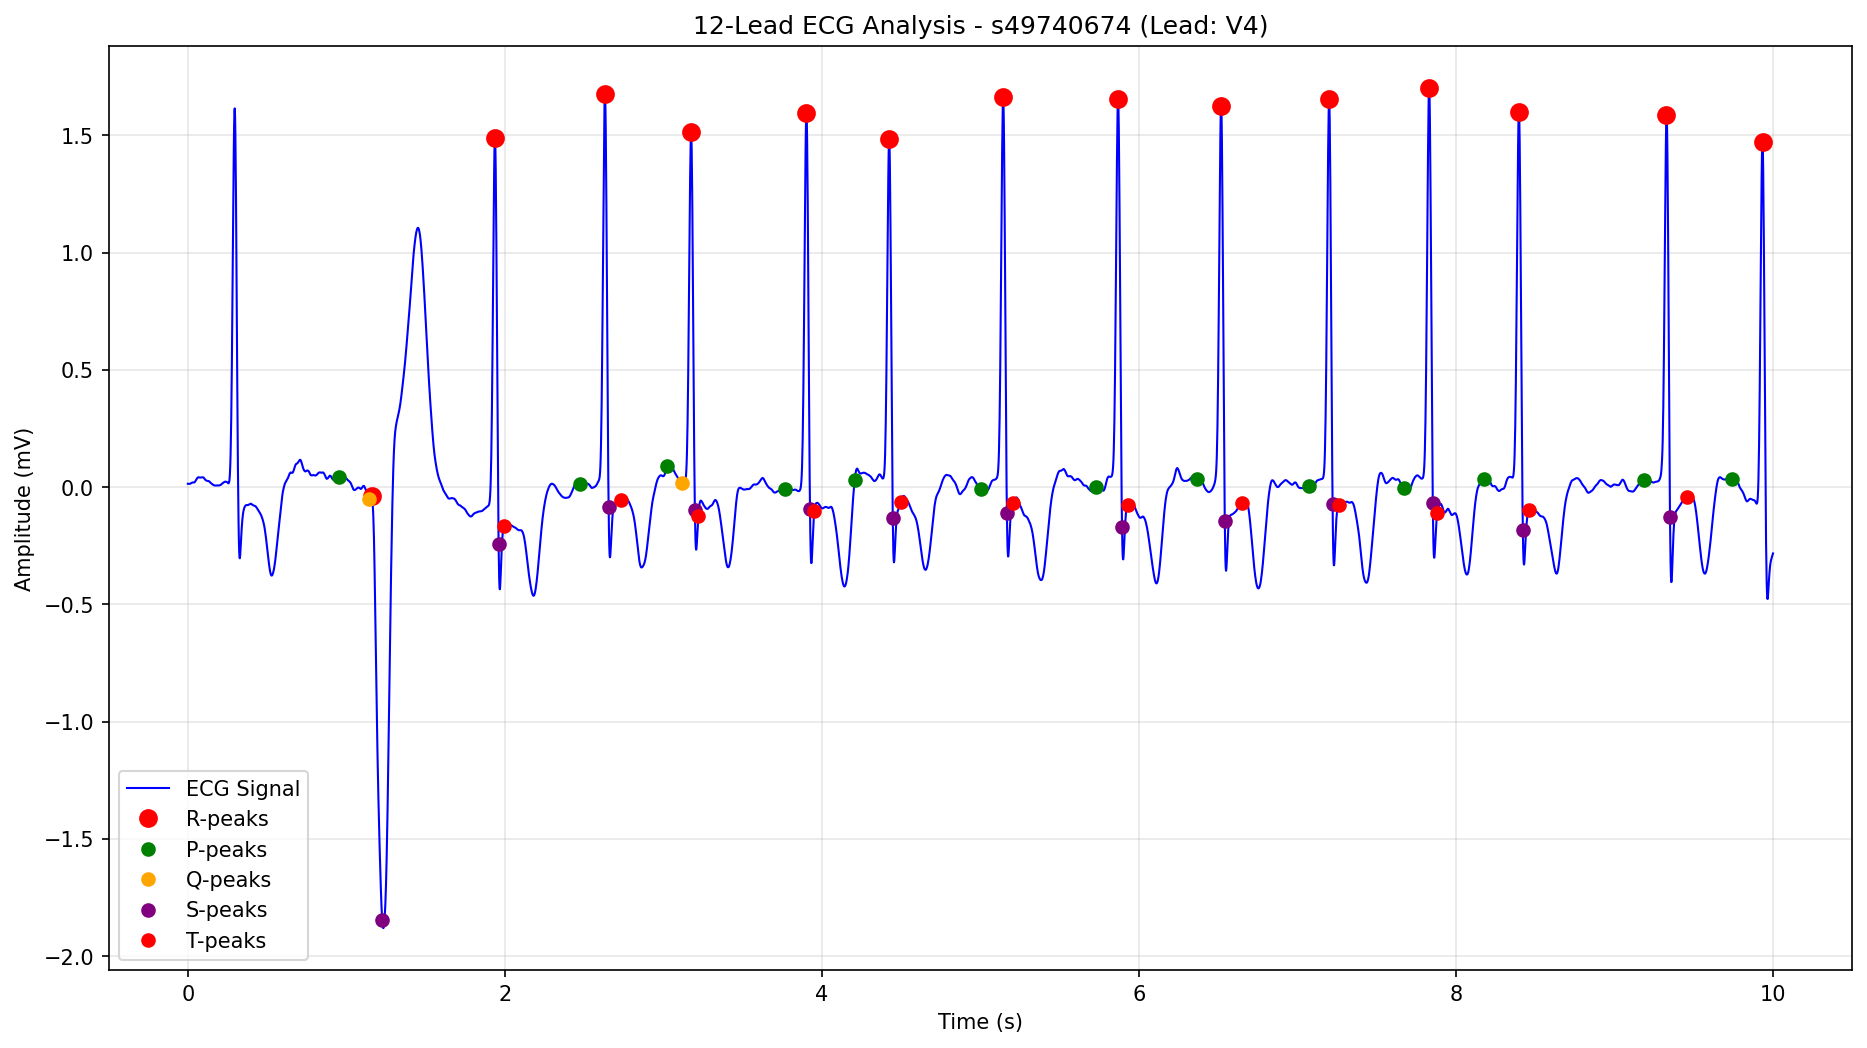 12-Lead ECG Analysis - s49740674 (Lead: V4)
Amplitude (mV)
1.5
1.0
0.5
0.0
−0.5
−1.0
−1.5
−2.0
ECG Signal
R-peaks
P-peaks
Q-peaks
S-peaks
T-peaks
0 2 4 6 8 10
Time (s)